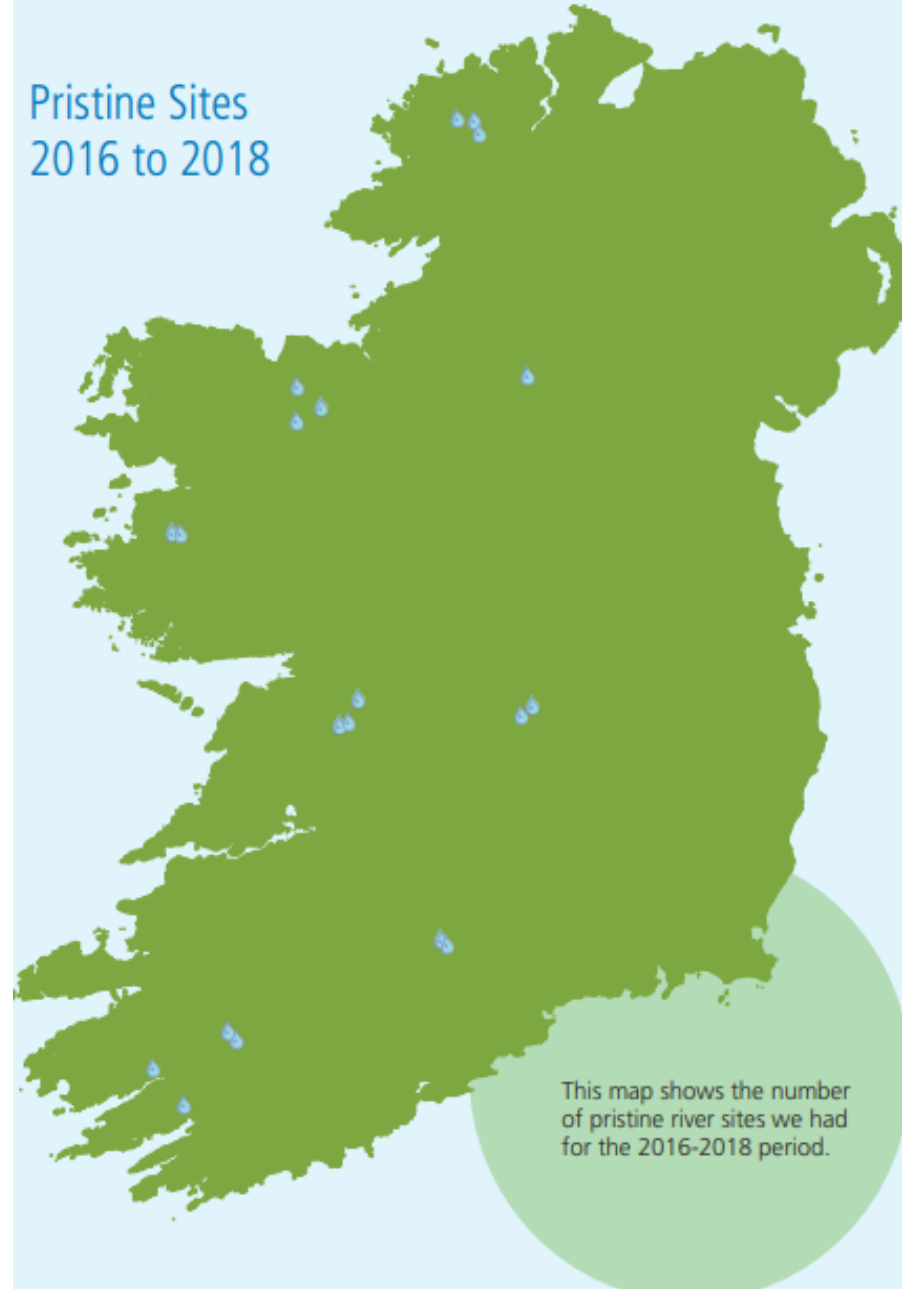 Pristine Sites
2016 to 2018
This map shows the number
of pristine river sites we had
for the 2016-2018 period.